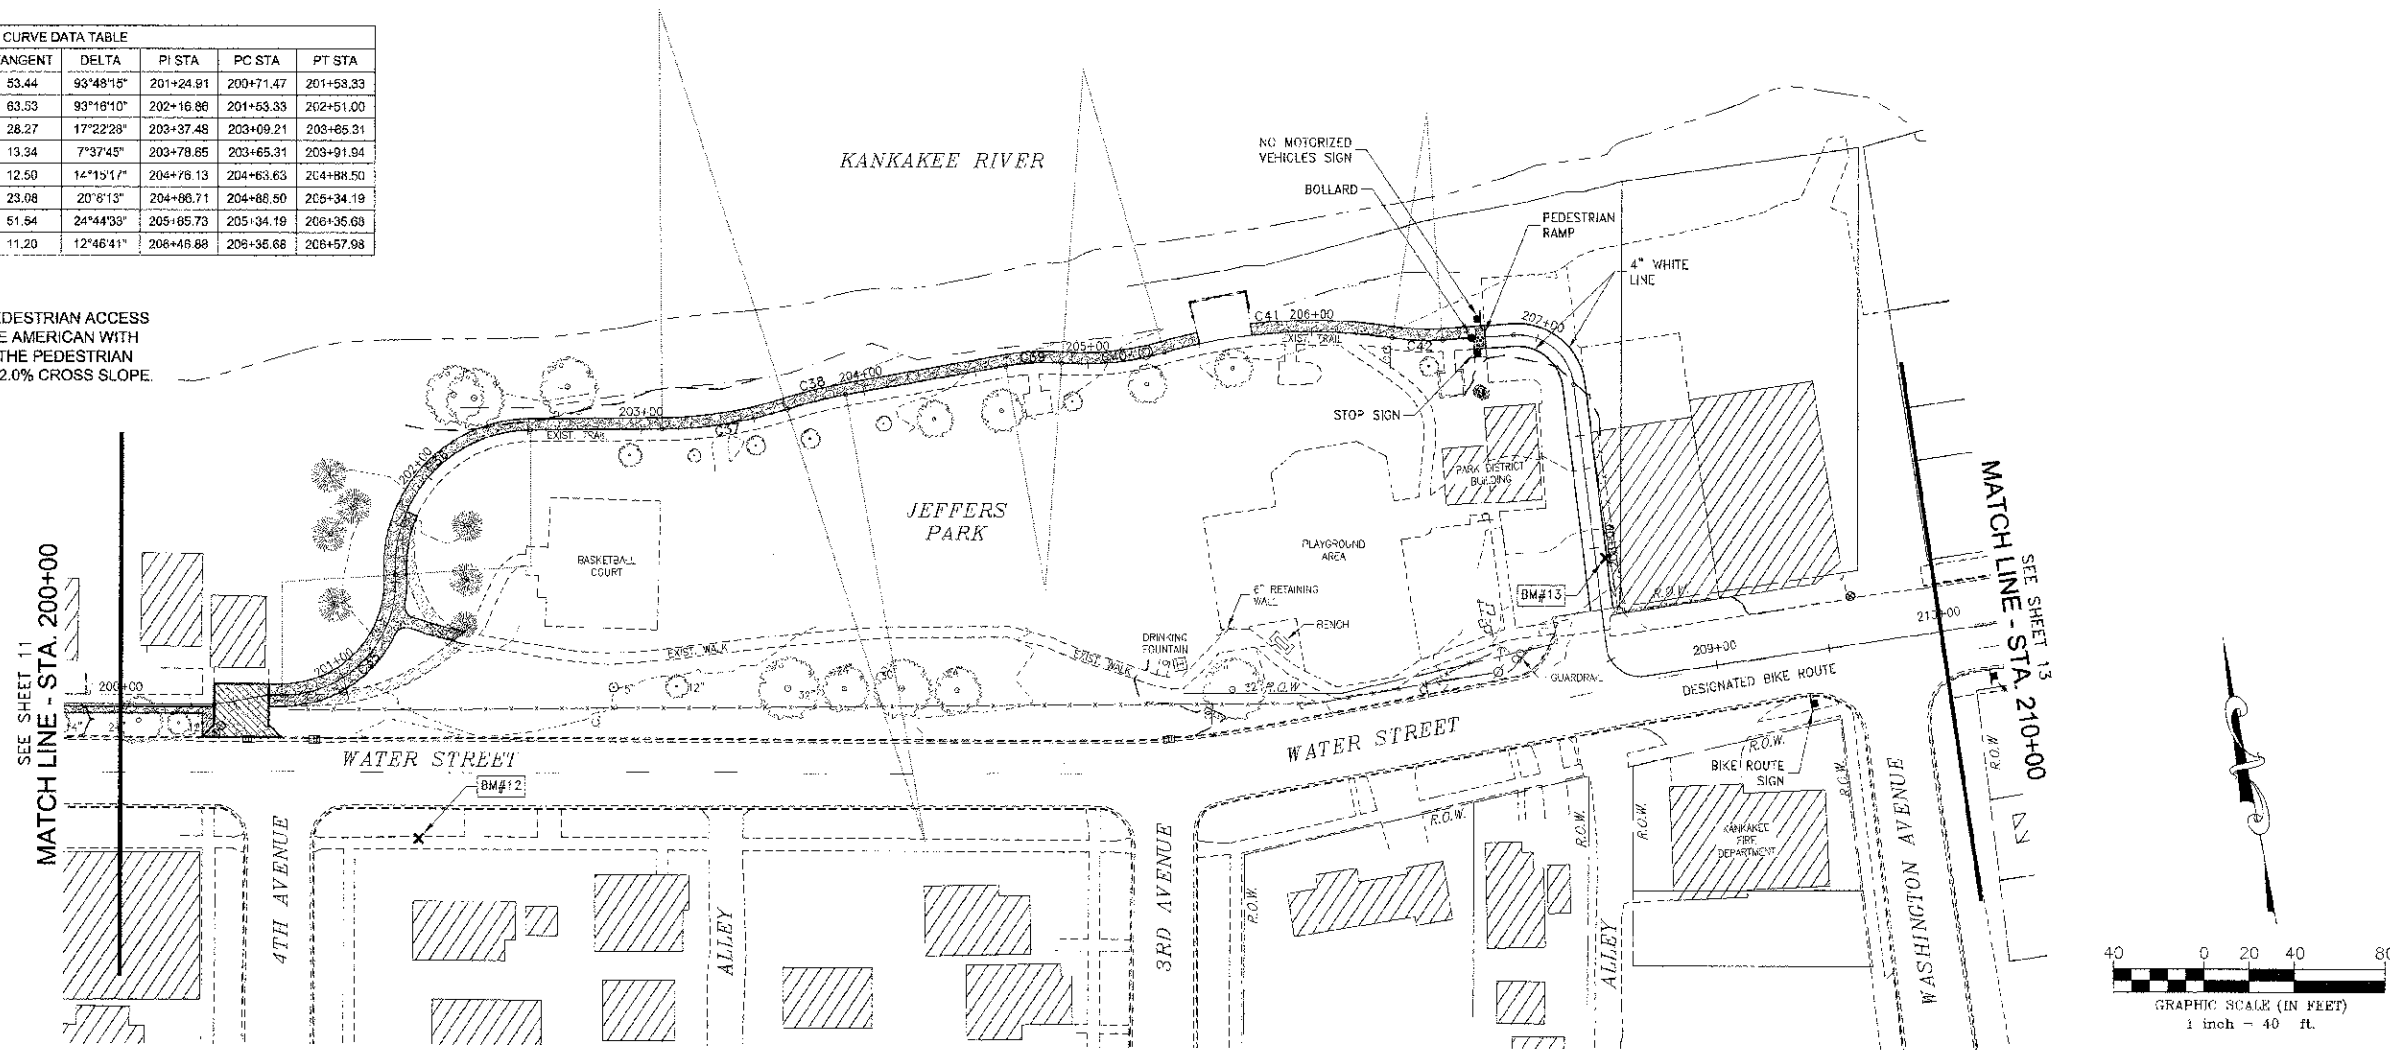 CURVE DATA TABLE
ANGENT DELTA PI STA PC STA PT STA
53.44 93°48'15" 201+24.91 200+71.47 201+53.33
63.53 93°16'10" 202+16.86 201+53.33 202+51.00
28.27 17°22'28" 203+37.48 203+09.21 203+65.31
13.34 7°37'45" 203+78.65 203+65.31 203+91.94
12.50 14°15'17" 204+76.13 204+63.63 204+88.50
23.08 20°8'13" 204+86.71 204+88.50 205+34.19
51.54 24°44'33" 205+85.73 205+34.19 206+35.68
11.20 12°46'41" 206+46.88 206+35.68 206+57.98
DESTRIAN ACCESS
E AMERICAN WITH
THE PEDESTRIAN
2.0% CROSS SLOPE.
KANKAKEE RIVER
NO MOTORIZED
VEHICLES SIGN
BOLLARD
PEDESTRIAN
RAMP
4" WHITE
LINE
C41 206+00
207+00
EXIST. TRAIL
C42
205+00
C39
C38 204+00
203+00
C37
EXIST. TRAIL
202+00
C36
STOP SIGN
JEFFERS
PARK
PARK DISTRICT
BUILDING
PLAYGROUND
AREA
BASKETBALL
COURT
6" RETAINING
WALL
BENCH
DRINKING
FOUNTAIN
BM#13
R.O.W.
EXIST. WALK
EXIST. WALK
201+00
C35
200+00
5"
12"
32"
24"
30"
32"
R.O.W.
GUARDRAIL
209+00
210+00
DESIGNATED BIKE ROUTE
WATER STREET
WATER STREET
BM#12
BIKE ROUTE
SIGN
R.O.W.
R.O.W.
R.O.W.
R.O.W.
R.O.W.
R.O.W.
R.O.W.
KANKAKEE
FIRE
DEPARTMENT
4TH AVENUE
ALLEY
3RD AVENUE
ALLEY
WASHINGTON AVENUE
SEE SHEET 11
MATCH LINE - STA. 200+00
SEE SHEET 13
MATCH LINE - STA. 210+00
40 0 20 40 80
GRAPHIC SCALE (IN FEET)
1 inch = 40 ft.